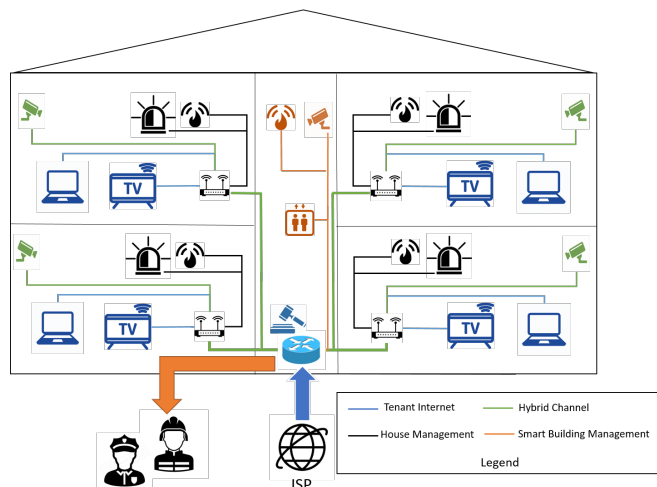 TV
TV
TV
TV
ISP
Tenant Internet
Hybrid Channel
House Management
Smart Building Management
Legend